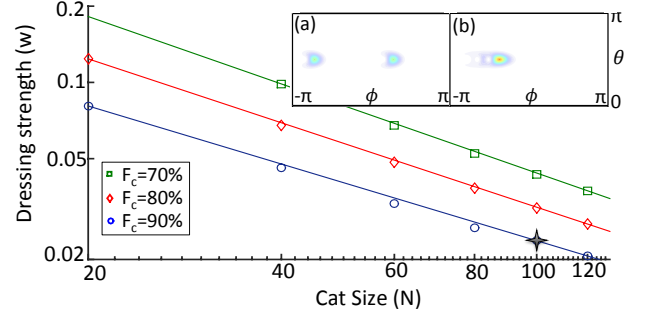 0.2
0.1
0.05
0.02
Dressing strength (w)
(a)
(b)
π
θ
0
-π
ϕ
π
-π
ϕ
π
F_c=70%
F_c=80%
F_c=90%
20
40
60
80
100
120
Cat Size (N)